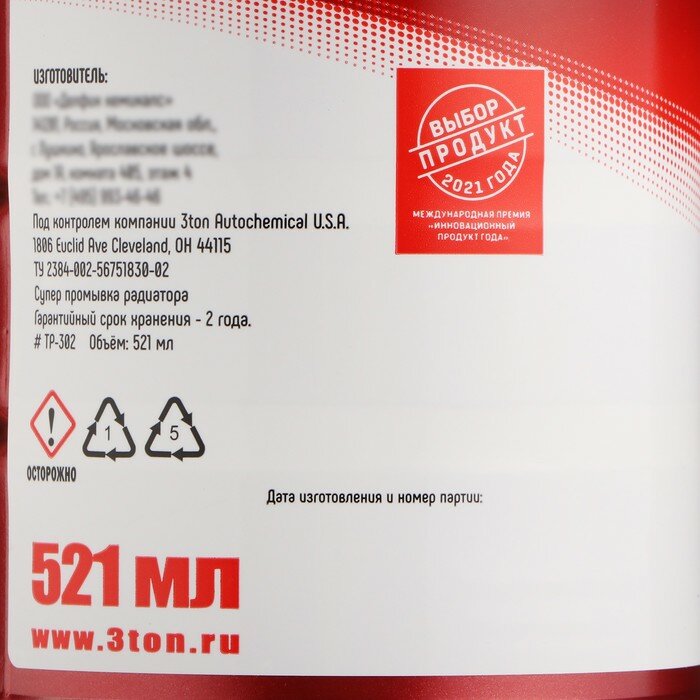 ИЗГОТОВИТЕЛЬ:
Под контролем компании 3ton Autochemical U.S.A.
1806 Euclid Ave Cleveland, OH 44115
ТУ 2384-002-56751830-02
Супер промывка радиатора
Гарантийный срок хранения - 2 года.
# ТР-302 Объём: 521 мл
ВЫБОР
ПРОДУКТ
2021 ГОДА
МЕЖДУНАРОДНАЯ ПРЕМИЯ
«ИННОВАЦИОННЫЙ
ПРОДУКТ ГОДА».
1
5
ОСТОРОЖНО
Дата изготовления и номер партии:
521 мл
www.3ton.ru